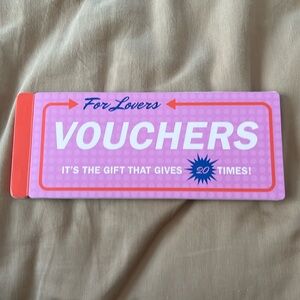 For Lovers
VOUCHERS
IT'S THE GIFT THAT GIVES 20 TIMES!